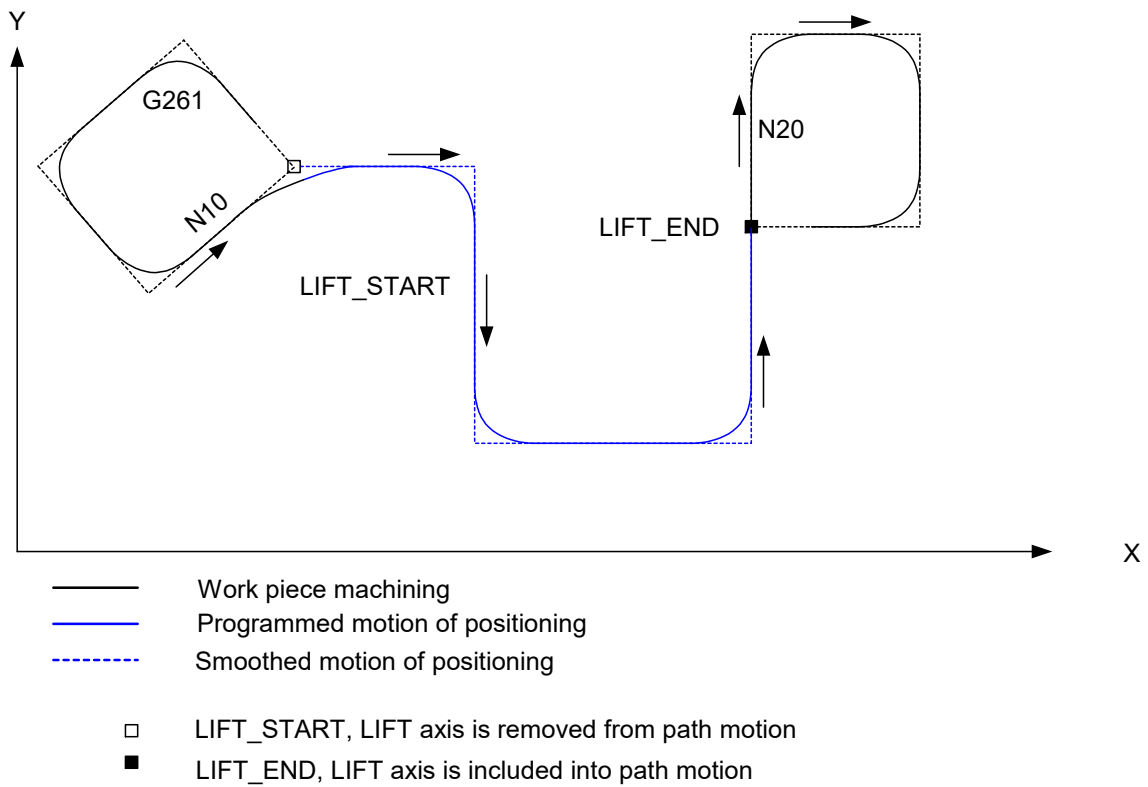 Y
G261
N10
N20
LIFT_END
LIFT_START
X
Work piece machining
Programmed motion of positioning
Smoothed motion of positioning
LIFT_START, LIFT axis is removed from path motion
LIFT_END, LIFT axis is included into path motion